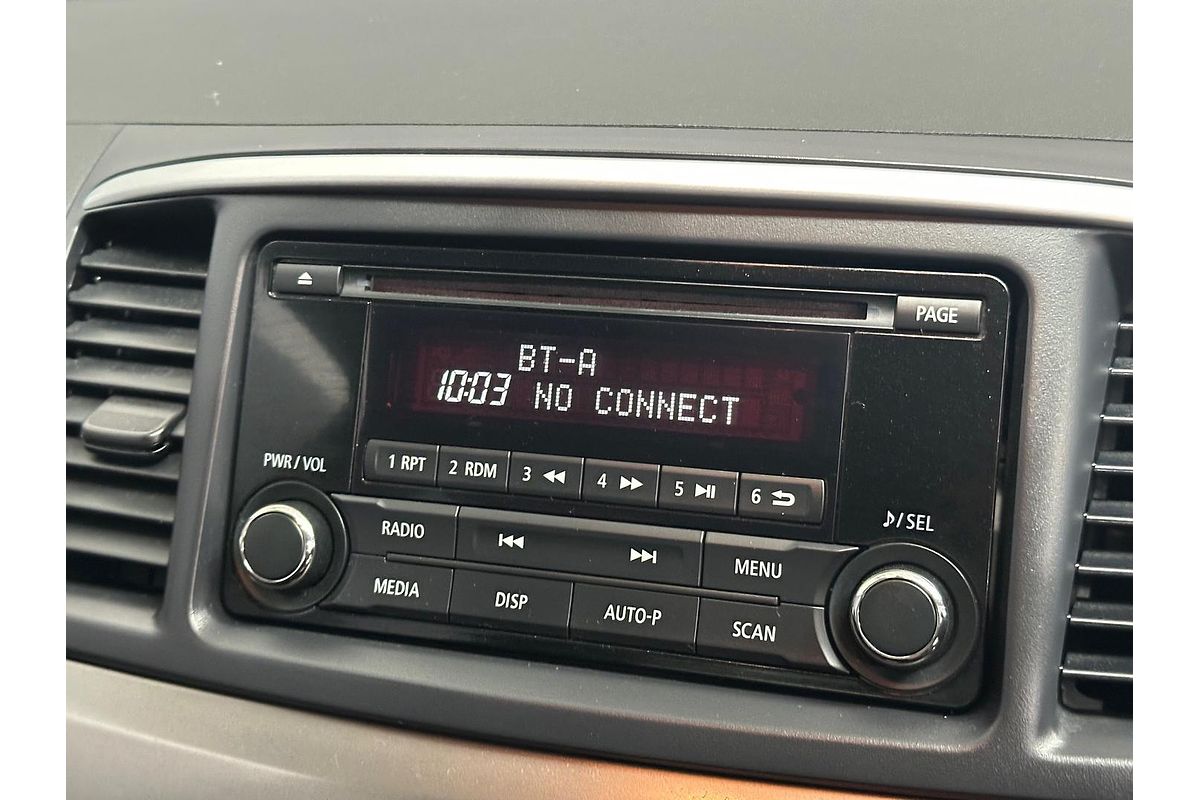 PAGE
BT-A
10:03 NO CONNECT
PWR/VOL
1 RPT 2 RDM 3 4 5 6
♪/SEL
RADIO
MENU
MEDIA DISP AUTO-P SCAN